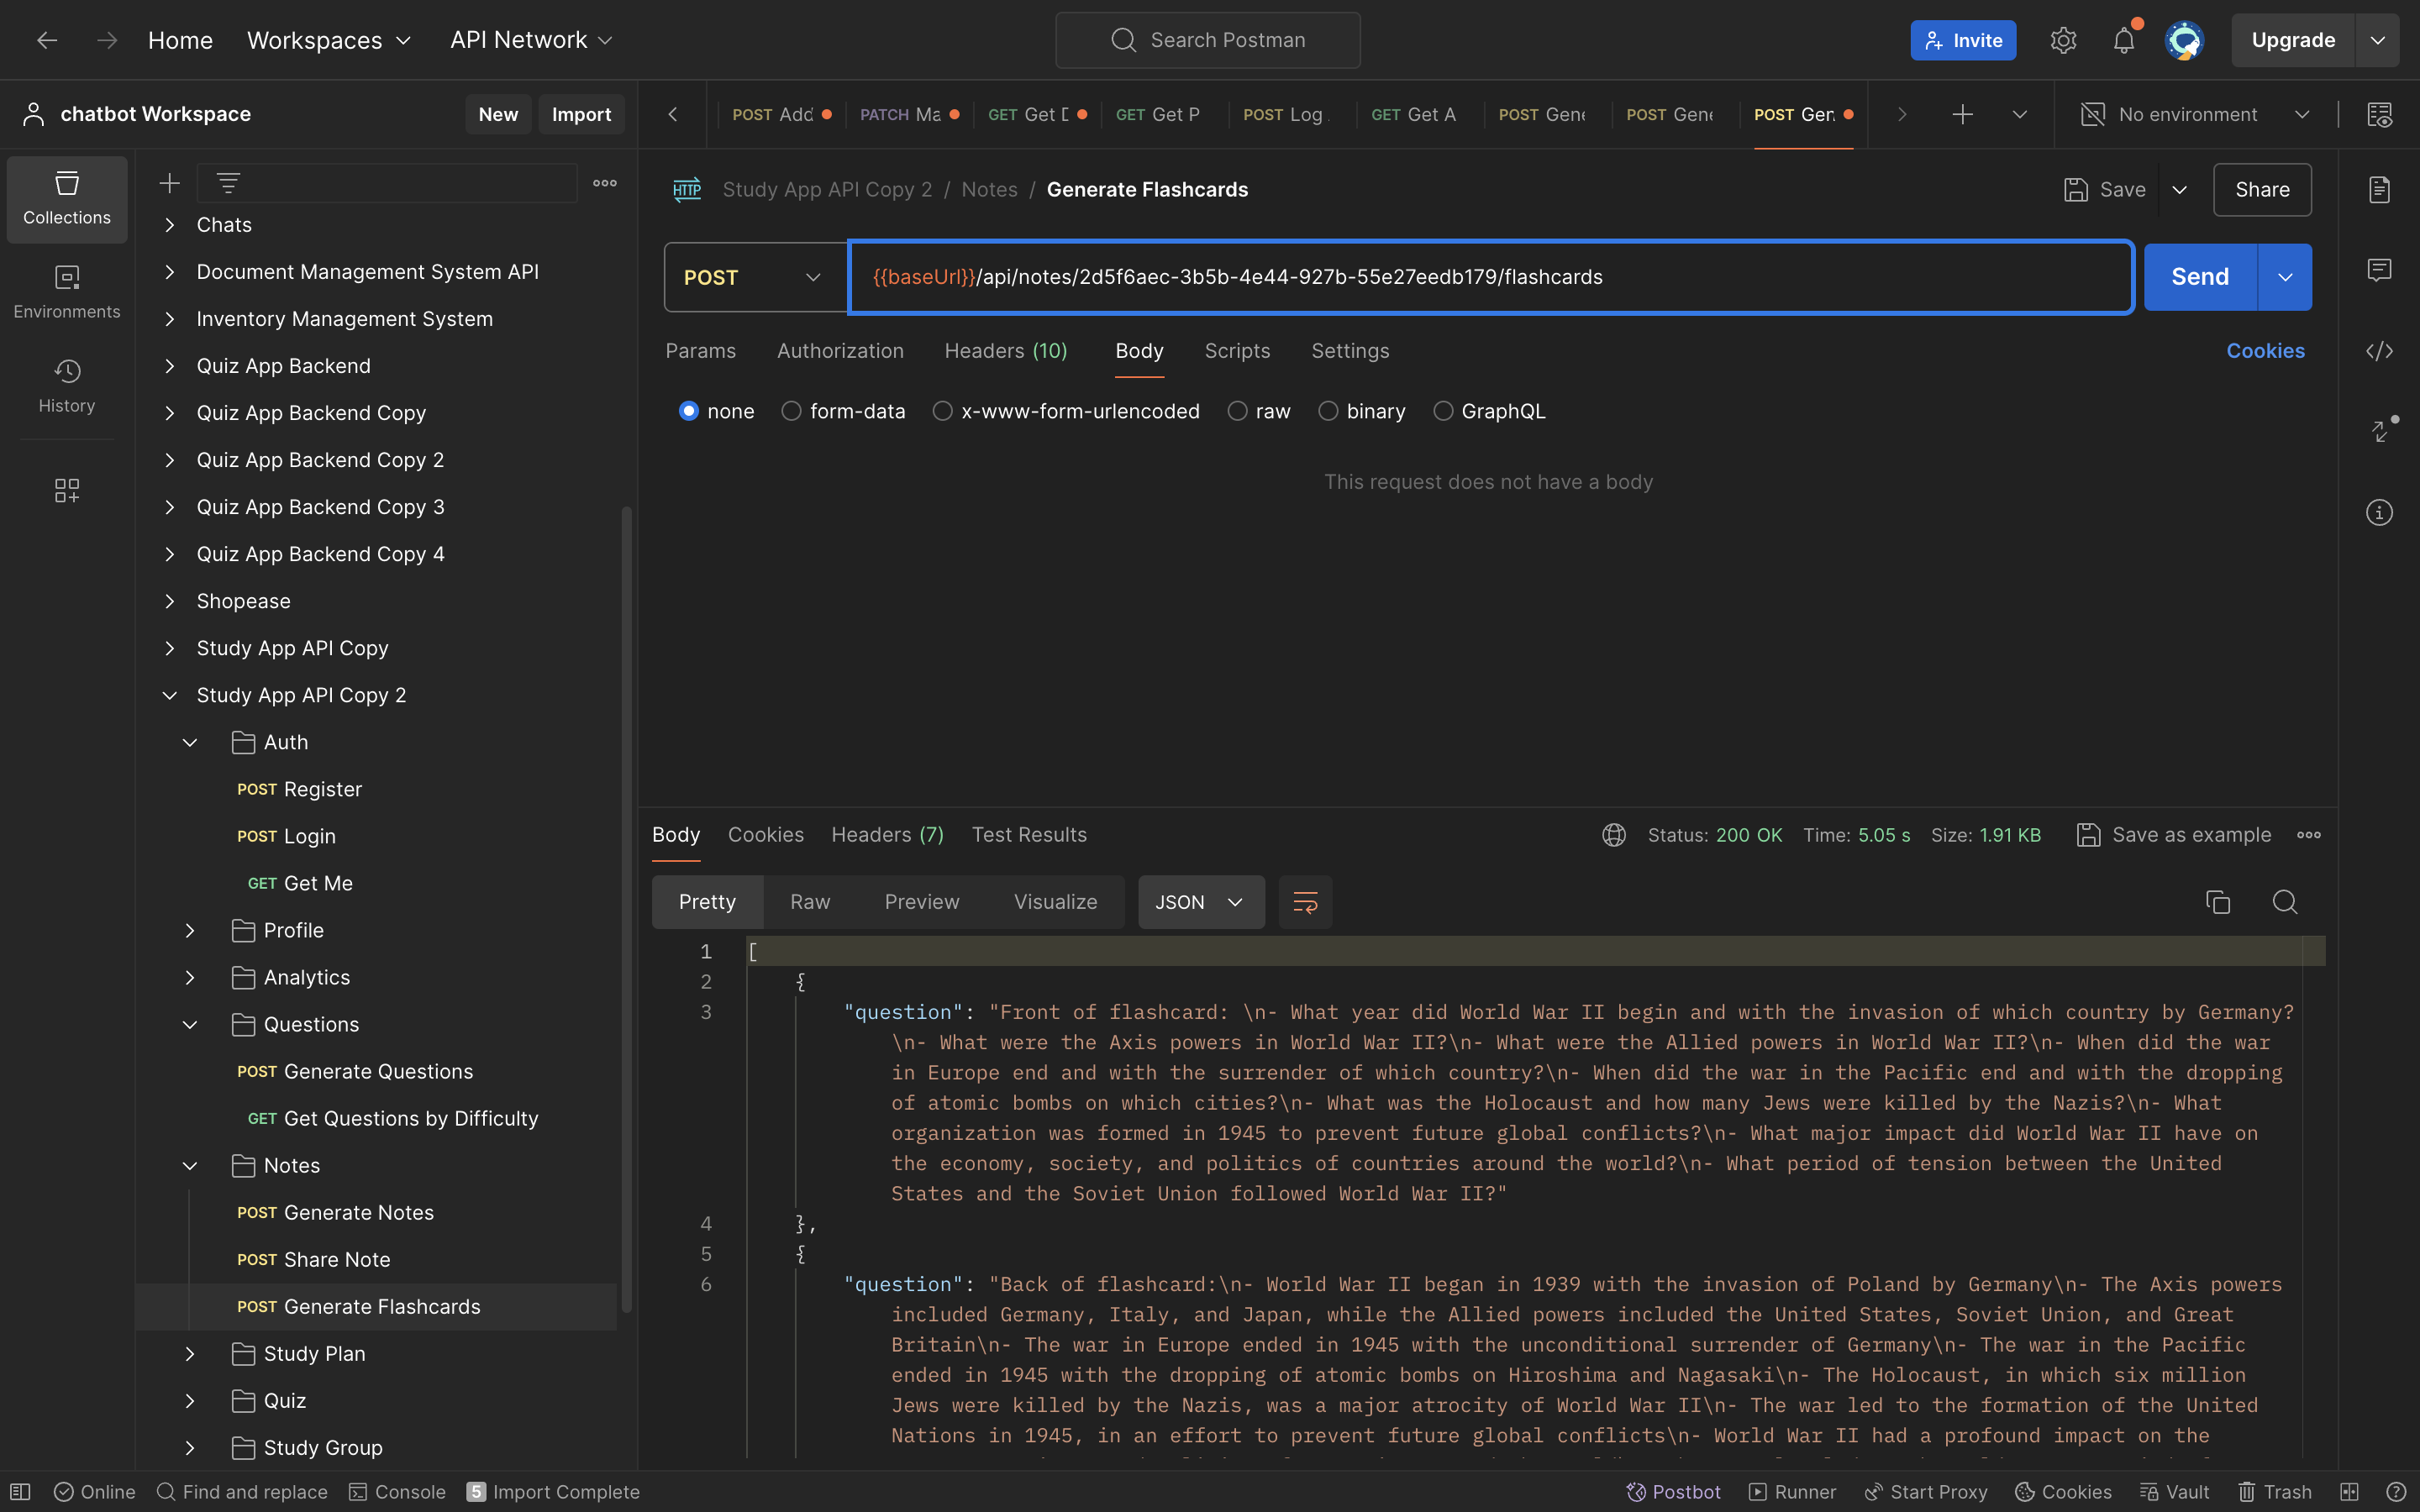 Home Workspaces API Network Search Postman Invite Upgrade
chatbot Workspace New Import
POST Add PATCH Ma GET Get GET Get P POST Log GET Get A POST Gene POST Gene POST Gen No environment
Collections
Environments
History
Chats
Document Management System API
Inventory Management System
Quiz App Backend
Quiz App Backend Copy
Quiz App Backend Copy 2
Quiz App Backend Copy 3
Quiz App Backend Copy 4
Shopease
Study App API Copy
Study App API Copy 2
Auth
POST Register
POST Login
GET Get Me
Profile
Analytics
Questions
POST Generate Questions
GET Get Questions by Difficulty
Notes
POST Generate Notes
POST Share Note
POST Generate Flashcards
Study Plan
Quiz
Study Group
HTTP Study App API Copy 2 / Notes / Generate Flashcards Save Share
POST {{baseUrl}}/api/notes/2d5f6aec-3b5b-4e44-927b-55e27eedb179/flashcards Send
Params Authorization Headers (10) Body Scripts Settings Cookies
none form-data x-www-form-urlencoded raw binary GraphQL
This request does not have a body
Body Cookies Headers (7) Test Results Status: 200 OK Time: 5.05 s Size: 1.91 KB Save as example
Pretty Raw Preview Visualize JSON
1 [
2 {
3 "question": "Front of flashcard: \n- What year did World War II begin and with the invasion of which country by Germany?
\n- What were the Axis powers in World War II?\n- What were the Allied powers in World War II?\n- When did the war
in Europe end and with the surrender of which country?\n- When did the war in the Pacific end and with the dropping
of atomic bombs on which cities?\n- What was the Holocaust and how many Jews were killed by the Nazis?\n- What
organization was formed in 1945 to prevent future global conflicts?\n- What major impact did World War II have on
the economy, society, and politics of countries around the world?\n- What period of tension between the United
States and the Soviet Union followed World War II?"
4 },
5 {
6 "question": "Back of flashcard:\n- World War II began in 1939 with the invasion of Poland by Germany\n- The Axis powers
included Germany, Italy, and Japan, while the Allied powers included the United States, Soviet Union, and Great
Britain\n- The war in Europe ended in 1945 with the unconditional surrender of Germany\n- The war in the Pacific
ended in 1945 with the dropping of atomic bombs on Hiroshima and Nagasaki\n- The Holocaust, in which six million
Jews were killed by the Nazis, was a major atrocity of World War II\n- The war led to the formation of the United
Nations in 1945, in an effort to prevent future global conflicts\n- World War II had a profound impact on the
Online Find and replace Console 5 Import Complete Postbot Runner Start Proxy Cookies Vault Trash